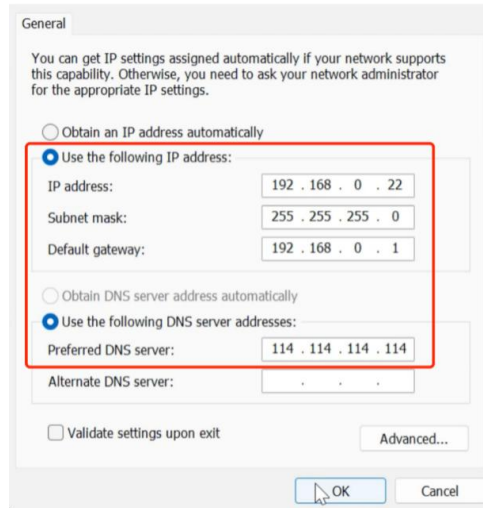 General
You can get IP settings assigned automatically if your network supports
this capability. Otherwise, you need to ask your network administrator
for the appropriate IP settings.
Obtain an IP address automatically
Use the following IP address:
IP address: 192 . 168 . 0 . 22
Subnet mask: 255 . 255 . 255 . 0
Default gateway: 192 . 168 . 0 . 1
Obtain DNS server address automatically
Use the following DNS server addresses:
Preferred DNS server: 114 . 114 . 114 . 114
Alternate DNS server: . . .
Validate settings upon exit
Advanced...
OK Cancel